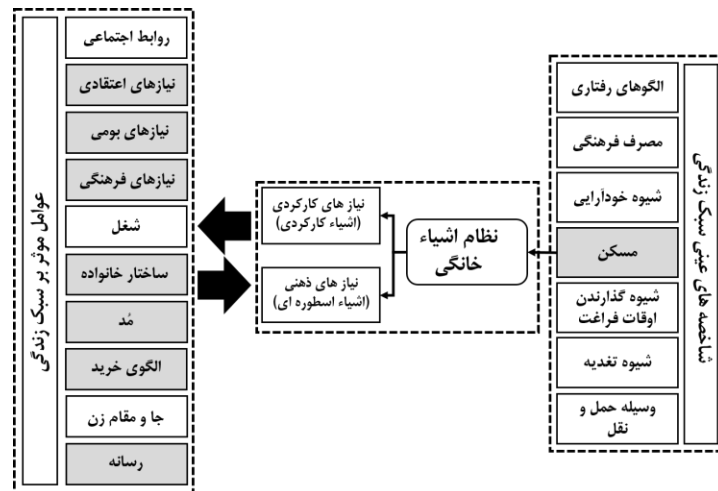 شاخصه های عینی سبک زندگی
الگوهای رفتاری
مصرف فرهنگی
شیوه خودآرایی
مسکن
شیوه گذارندن
اوقات فراغت
شیوه تغدیه
وسیله حمل و
نقل
نظام اشیاء
خانگی
نیاز های کارکردی
(اشیاء کارکردی)
نیاز های ذهنی
(اشیاء اسطوره ای)
روابط اجتماعی
نیازهای اعتقادی
نیازهای بومی
نیازهای فرهنگی
شغل
ساختار خانواده
مُد
الگوی خرید
جا و مقام زن
رسانه
عوامل موثر بر سبک زندگی